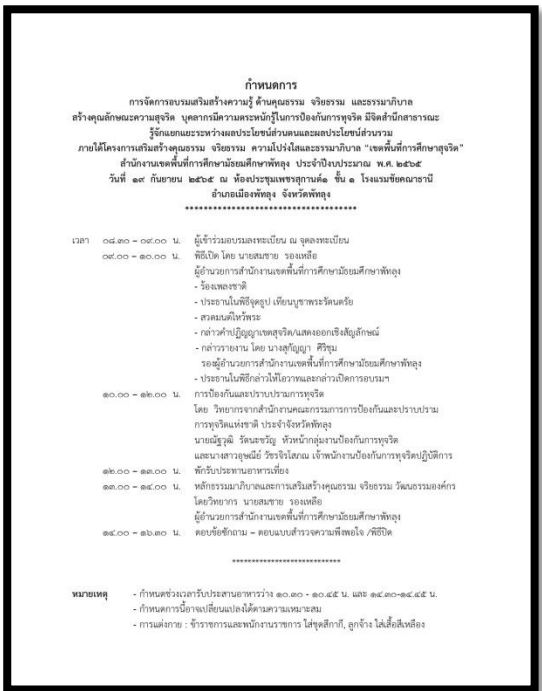 กำหนดการ
การจัดการอบรมเสริมสร้างความรู้ ด้านคุณธรรม จริยธรรม และธรรมาภิบาล
สร้างคุณลักษณะความสุจริต บุคลากรมีความตระหนักรู้ในการป้องกันการทุจริต มีจิตสำนึกสาธารณะ
รู้จักแยกแยะระหว่างผลประโยชน์ส่วนตนและผลประโยชน์ส่วนรวม
ภายใต้โครงการเสริมสร้างคุณธรรม จริยธรรม ความโปร่งใสและธรรมาภิบาล "เขตพื้นที่การศึกษาสุจริต"
สำนักงานเขตพื้นที่การศึกษามัธยมศึกษาพัทลุง ประจำปีงบประมาณ พ.ศ. ๒๕๖๕
วันที่ ๑๙ กันยายน ๒๕๖๕ ณ ห้องประชุมเพชรสุกานต์๑ ชั้น ๑ โรงแรมชัยคณาธานี
อำเภอเมืองพัทลุง จังหวัดพัทลุง
************************************
เวลา ๐๘.๓๐ – ๐๙.๐๐ น. ผู้เข้าร่วมอบรมลงทะเบียน ณ จุดลงทะเบียน
๐๙.๐๐ – ๑๐.๐๐ น. พิธีเปิด โดย นายสมชาย รองเหลือ
ผู้อำนวยการสำนักงานเขตพื้นที่การศึกษามัธยมศึกษาพัทลุง
- ร้องเพลงชาติ
- ประธานในพิธีจุดธูป เทียนบูชาพระรัตนตรัย
- สวดมนต์ไหว้พระ
- กล่าวคำปฏิญญาเขตสุจริต/แสดงออกเชิงสัญลักษณ์
- กล่าวรายงาน โดย นางสุกัญญา ศิริชุม
รองผู้อำนวยการสำนักงานเขตพื้นที่การศึกษามัธยมศึกษาพัทลุง
- ประธานในพิธีกล่าวให้โอวาทและกล่าวเปิดการอบรมฯ
๑๐.๐๐ – ๑๒.๐๐ น. การป้องกันและปราบปรามการทุจริต
โดย วิทยากรจากสำนักงานคณะกรรมการการป้องกันและปราบปราม
การทุจริตแห่งชาติ ประจำจังหวัดพัทลุง
นายณัฐวุฒิ รัตนะขวัญ หัวหน้ากลุ่มงานป้องกันการทุจริต
และนางสาวอุษณีย์ วัชรจิรโสภณ เจ้าพนักงานป้องกันการทุจริตปฏิบัติการ
๑๒.๐๐ – ๑๓.๐๐ น. พักรับประทานอาหารเที่ยง
๑๓.๐๐ – ๑๔.๐๐ น. หลักธรรมมาภิบาลและการเสริมสร้างคุณธรรม จริยธรรม วัฒนธรรมองค์กร
โดยวิทยากร นายสมชาย รองเหลือ
ผู้อำนวยการสำนักงานเขตพื้นที่การศึกษามัธยมศึกษาพัทลุง
๑๔.๐๐ – ๑๖.๓๐ น. ตอบข้อซักถาม – ตอบแบบสำรวจความพึงพอใจ /พิธีปิด
****************************
หมายเหตุ - กำหนดช่วงเวลารับประสานอาหารว่าง ๑๐.๓๐ - ๑๐.๔๕ น. และ ๑๔.๓๐-๑๔.๔๕ น.
- กำหนดการนี้อาจเปลี่ยนแปลงได้ตามความเหมาะสม
- การแต่งกาย : ข้าราชการและพนักงานราชการ ใส่ชุดสีกากี, ลูกจ้าง ใส่เสื้อสีเหลือง